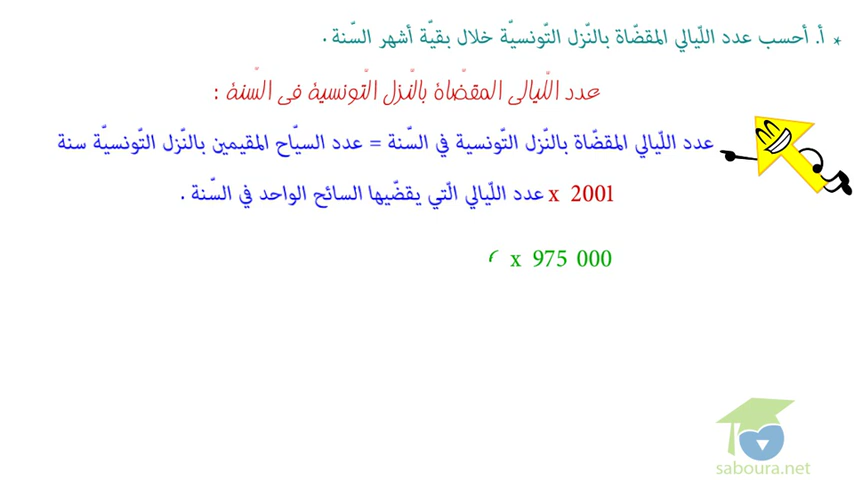 * أ. أحسب عدد اللّيالي المقضّاة بالنّزل التّونسيّة خلال بقيّة أشهر السّنة .
عدد اللّيالي المقضّاة بالنّزل التّونسية في السّنة :
عدد اللّيالي المقضّاة بالنّزل التّونسية في السّنة = عدد السيّاح المقيمين بالنّزل التّونسيّة سنة
2001 x عدد اللّيالي الّتي يقضّيها السائح الواحد في السّنة .
975 000 x
saboura.net